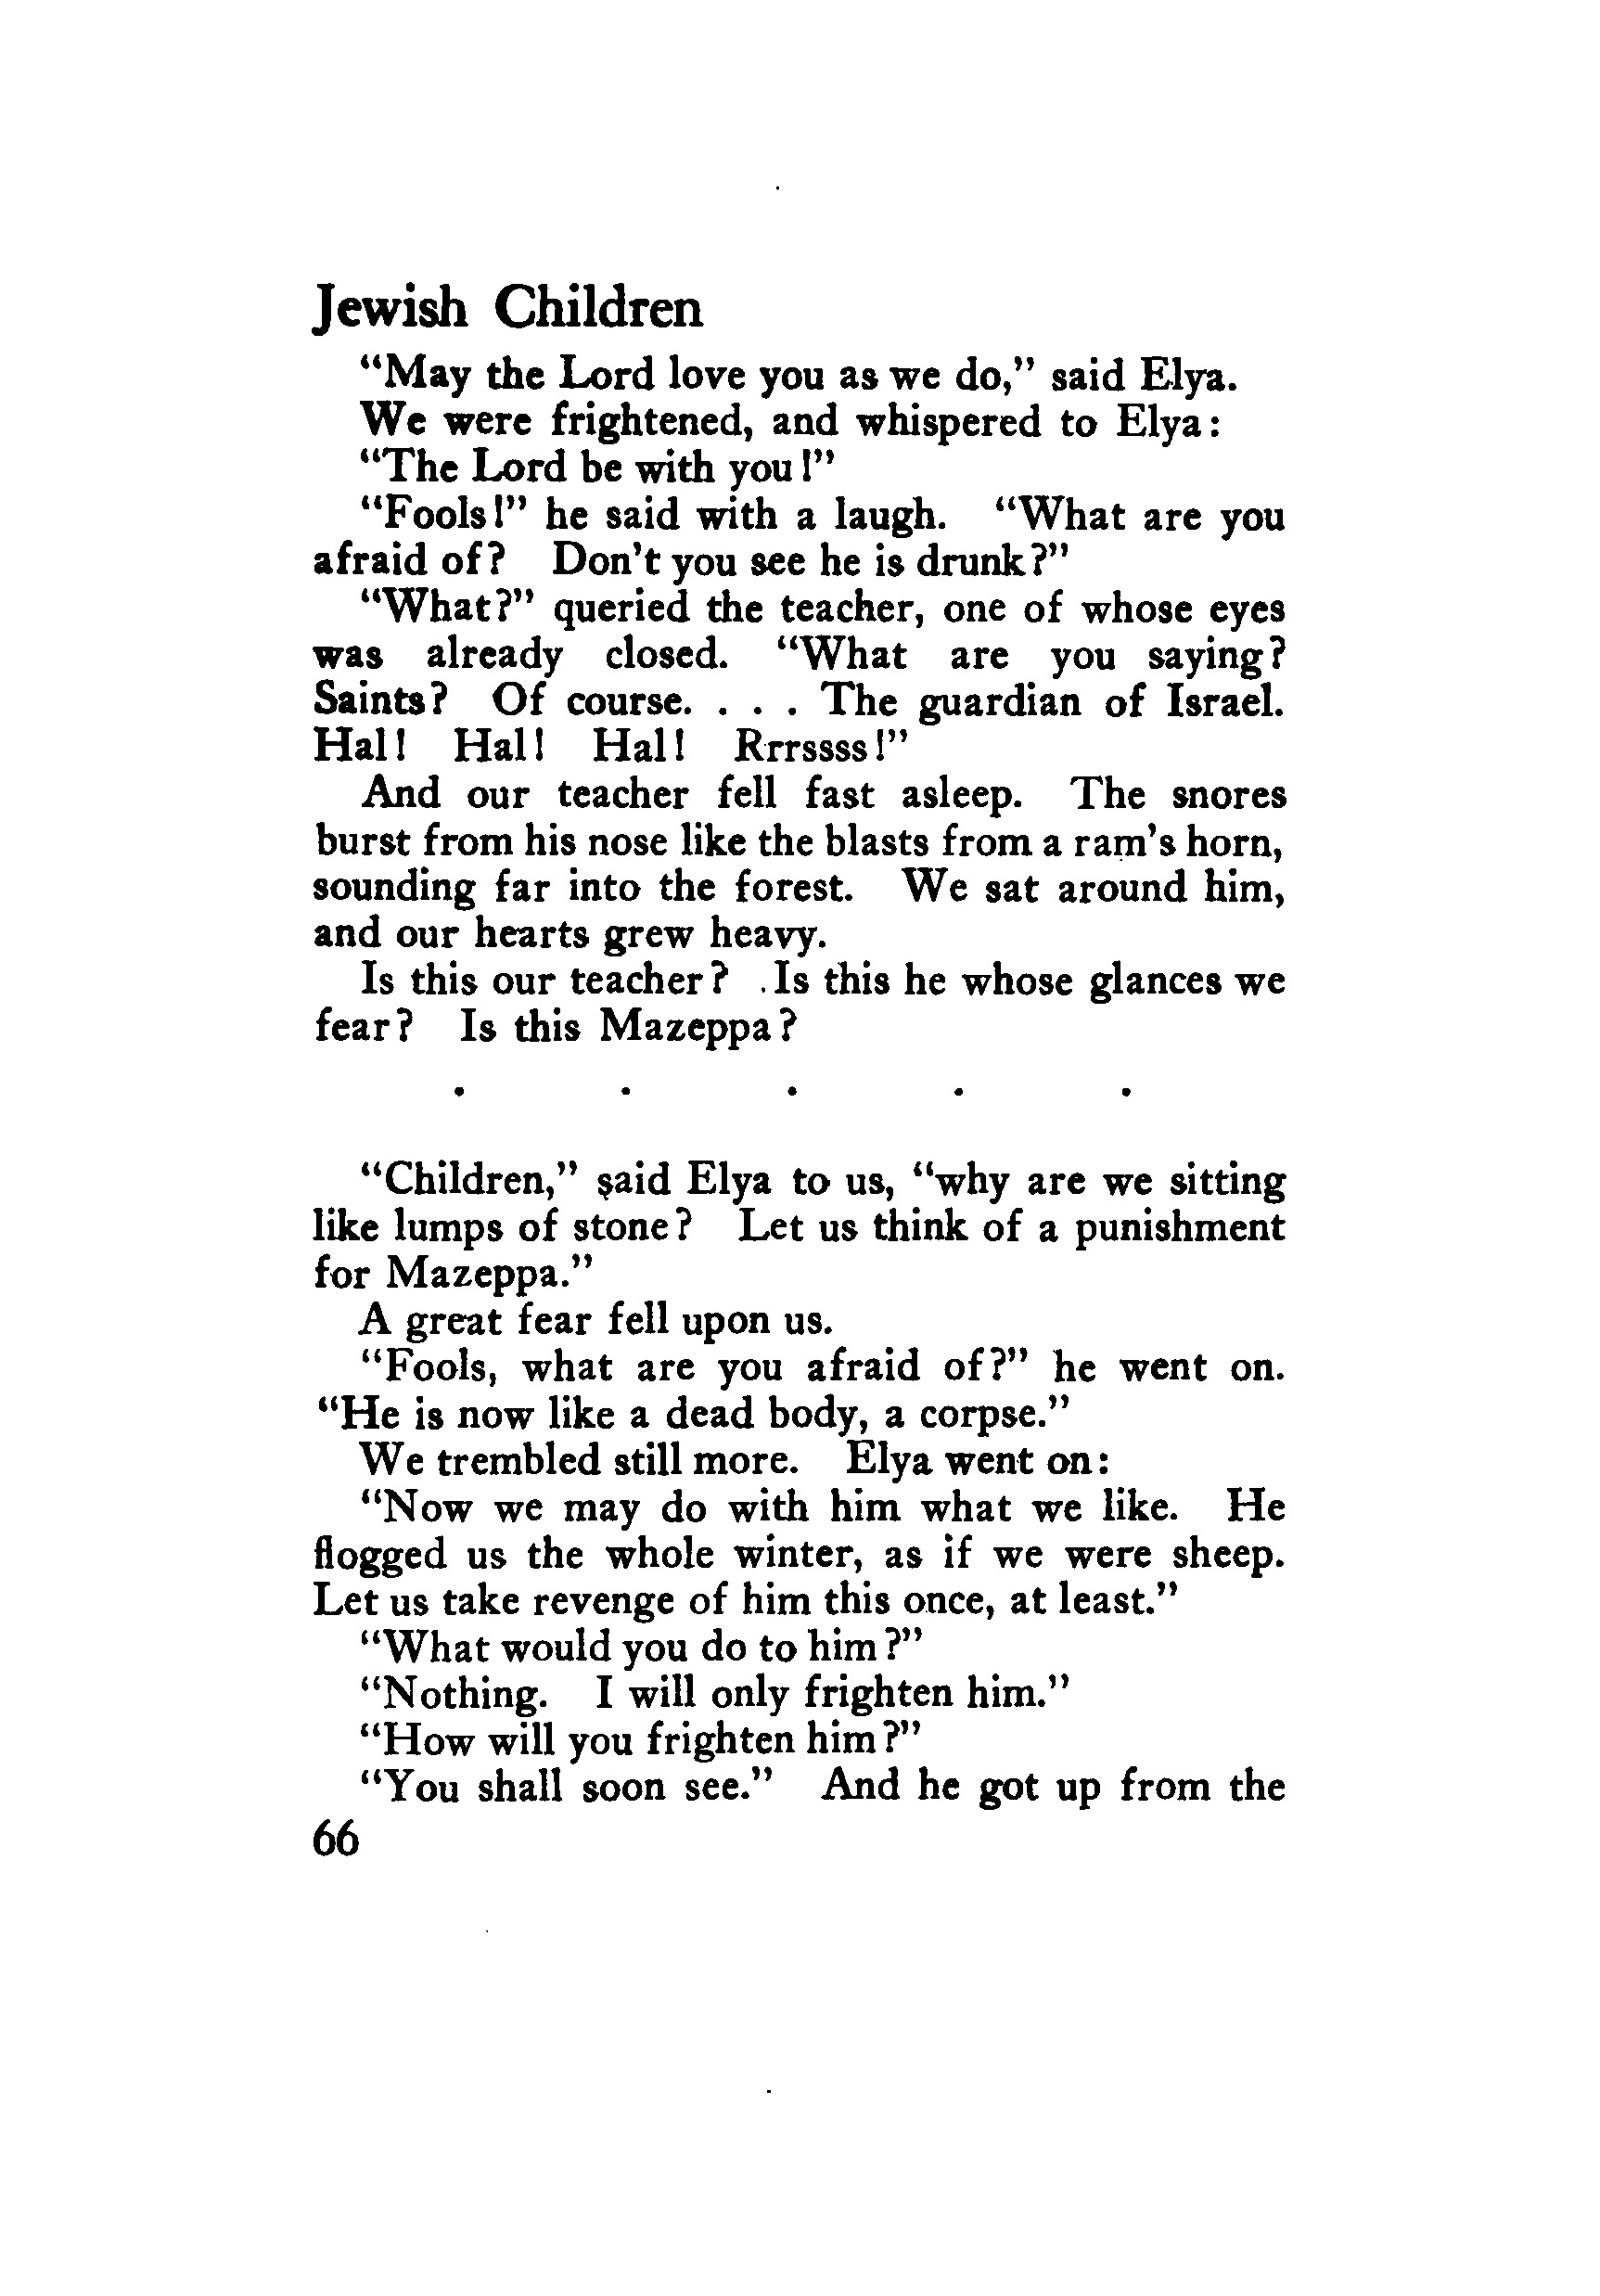 Jewish Children
"May the Lord love you as we do," said Elya.
We were frightened, and whispered to Elya:
"The Lord be with you!"
"Fools!" he said with a laugh. "What are you
afraid of? Don't you see he is drunk?"
"What?" queried the teacher, one of whose eyes
was already closed. "What are you saying?
Saints? Of course. . . . The guardian of Israel.
Hal! Hal! Hal! Rrrssss!"
And our teacher fell fast asleep. The snores
burst from his nose like the blasts from a ram's horn,
sounding far into the forest. We sat around him,
and our hearts grew heavy.
Is this our teacher? Is this he whose glances we
fear? Is this Mazeppa?
. . . . .
"Children," said Elya to us, "why are we sitting
like lumps of stone? Let us think of a punishment
for Mazeppa."
A great fear fell upon us.
"Fools, what are you afraid of?" he went on.
"He is now like a dead body, a corpse."
We trembled still more. Elya went on:
"Now we may do with him what we like. He
flogged us the whole winter, as if we were sheep.
Let us take revenge of him this once, at least."
"What would you do to him?"
"Nothing. I will only frighten him."
"How will you frighten him?"
"You shall soon see." And he got up from the
66